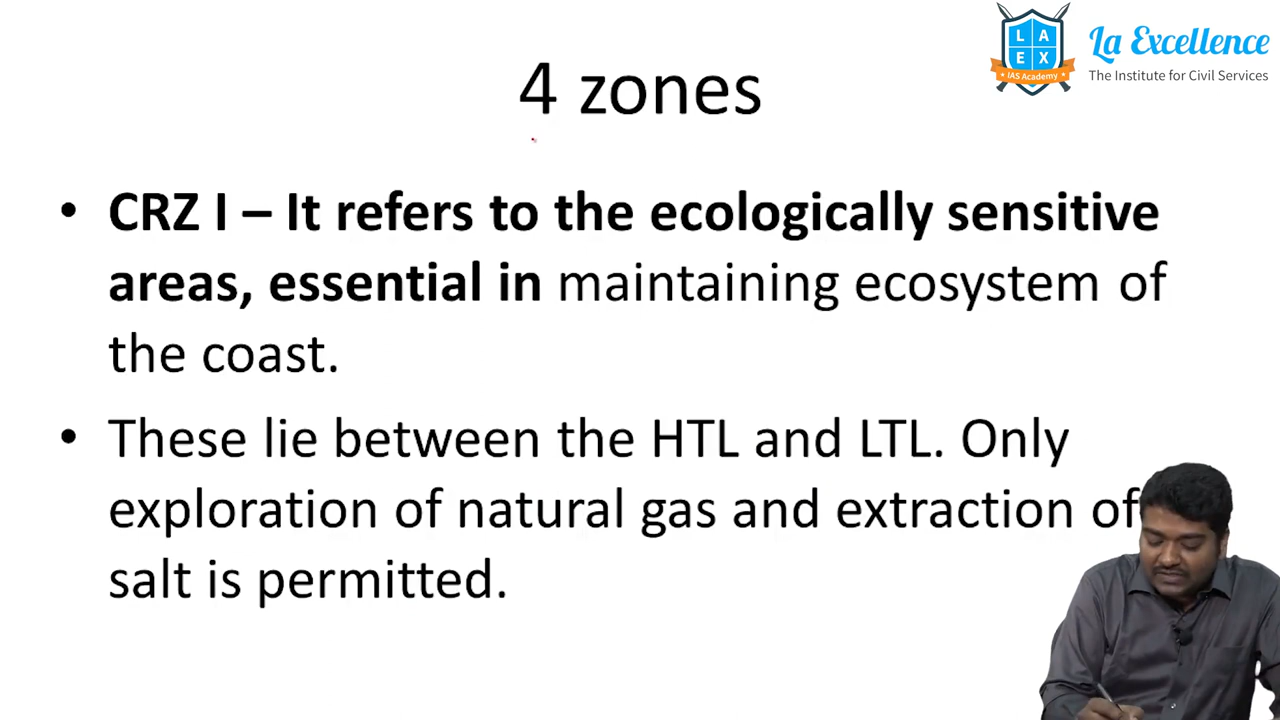 L A
E X
IAS Academy
La Excellence
The Institute for Civil Services
4 zones
• CRZ I – It refers to the ecologically sensitive
areas, essential in maintaining ecosystem of
the coast.
• These lie between the HTL and LTL. Only
exploration of natural gas and extraction of
salt is permitted.